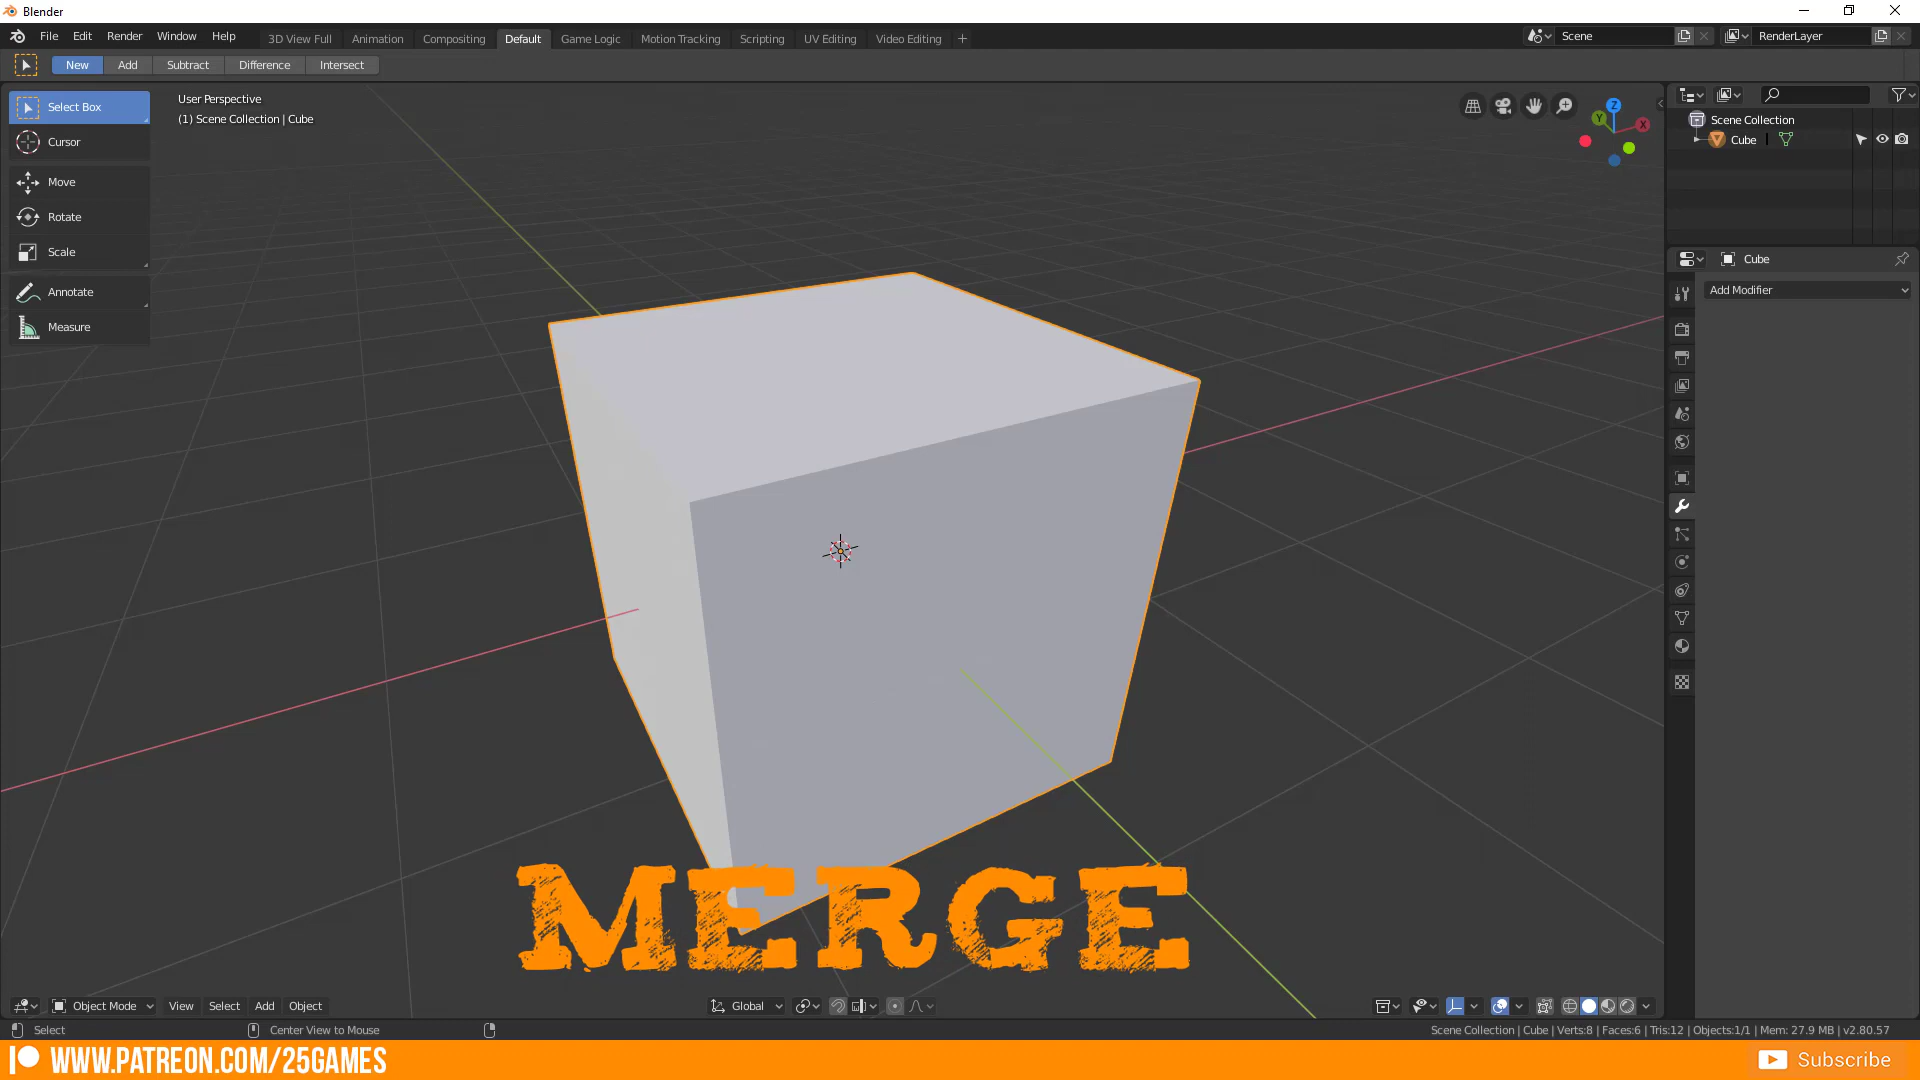 Blender
File Edit Render Window Help 3D View Full Animation Compositing Default Game Logic Motion Tracking Scripting UV Editing Video Editing + Scene RenderLayer
New Add Subtract Difference Intersect
Select Box
Cursor
Move
Rotate
Scale
Annotate
Measure
User Perspective
(1) Scene Collection | Cube
Z
Y
X
Scene Collection
Cube
Cube
Add Modifier
MERGE
Object Mode View Select Add Object Global
Select Center View to Mouse Scene Collection | Cube | Verts:8 | Faces:6 | Tris:12 | Objects:1/1 | Mem: 27.9 MB | v2.80.57
WWW.PATREON.COM/25GAMES Subscribe